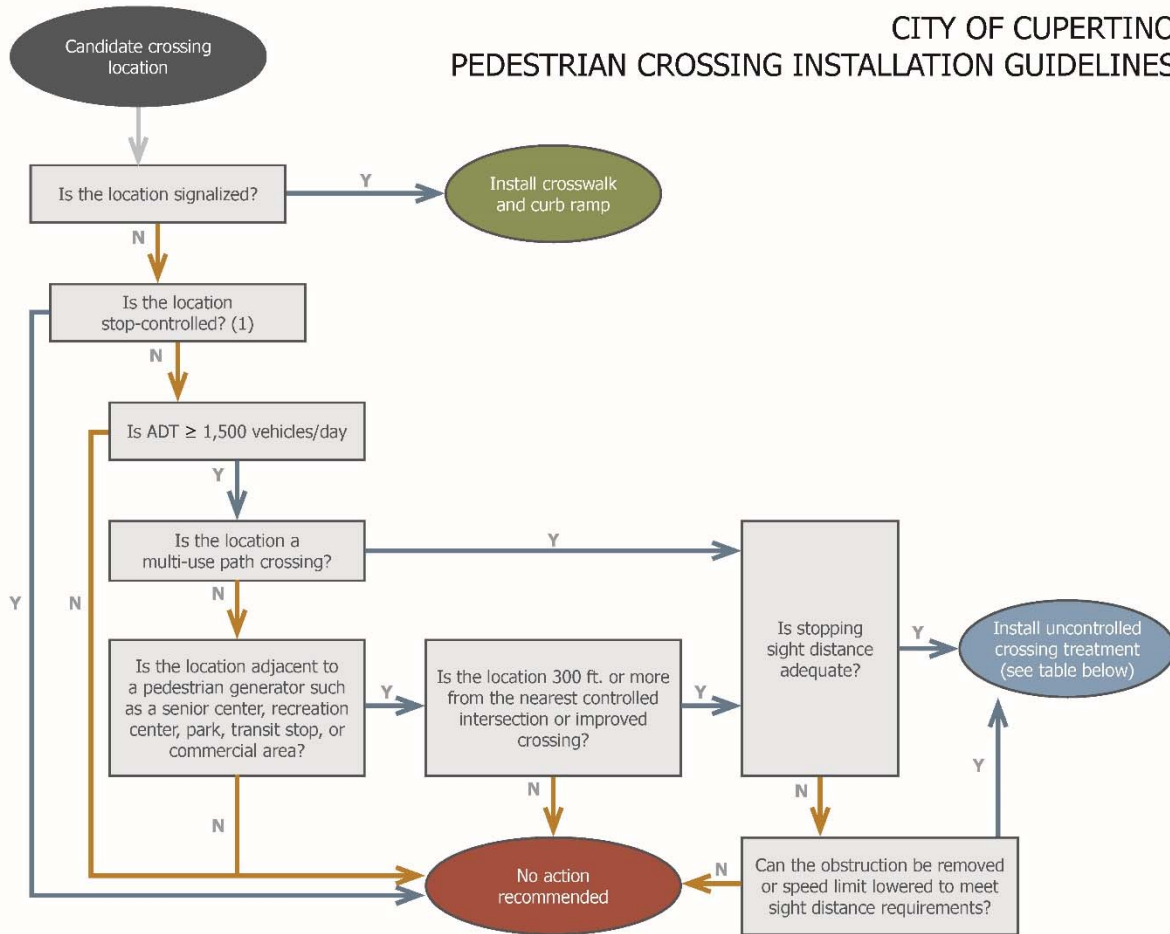 CITY OF CUPERTINO
PEDESTRIAN CROSSING INSTALLATION GUIDELINES
Candidate crossing
location
Is the location signalized?
Y
Install crosswalk
and curb ramp
N
Is the location
stop-controlled? (1)
N
Is ADT ≥ 1,500 vehicles/day
Y
Is the location a
multi-use path crossing?
Y
Y
N
N
Is the location adjacent to
a pedestrian generator such
as a senior center, recreation
center, park, transit stop, or
commercial area?
Y
Is the location 300 ft. or more
from the nearest controlled
intersection or improved
crossing?
Y
Is stopping
sight distance
adequate?
Y
Install uncontrolled
crossing treatment
(see table below)
N
N
N
Y
No action
recommended
N
Can the obstruction be removed
or speed limit lowered to meet
sight distance requirements?